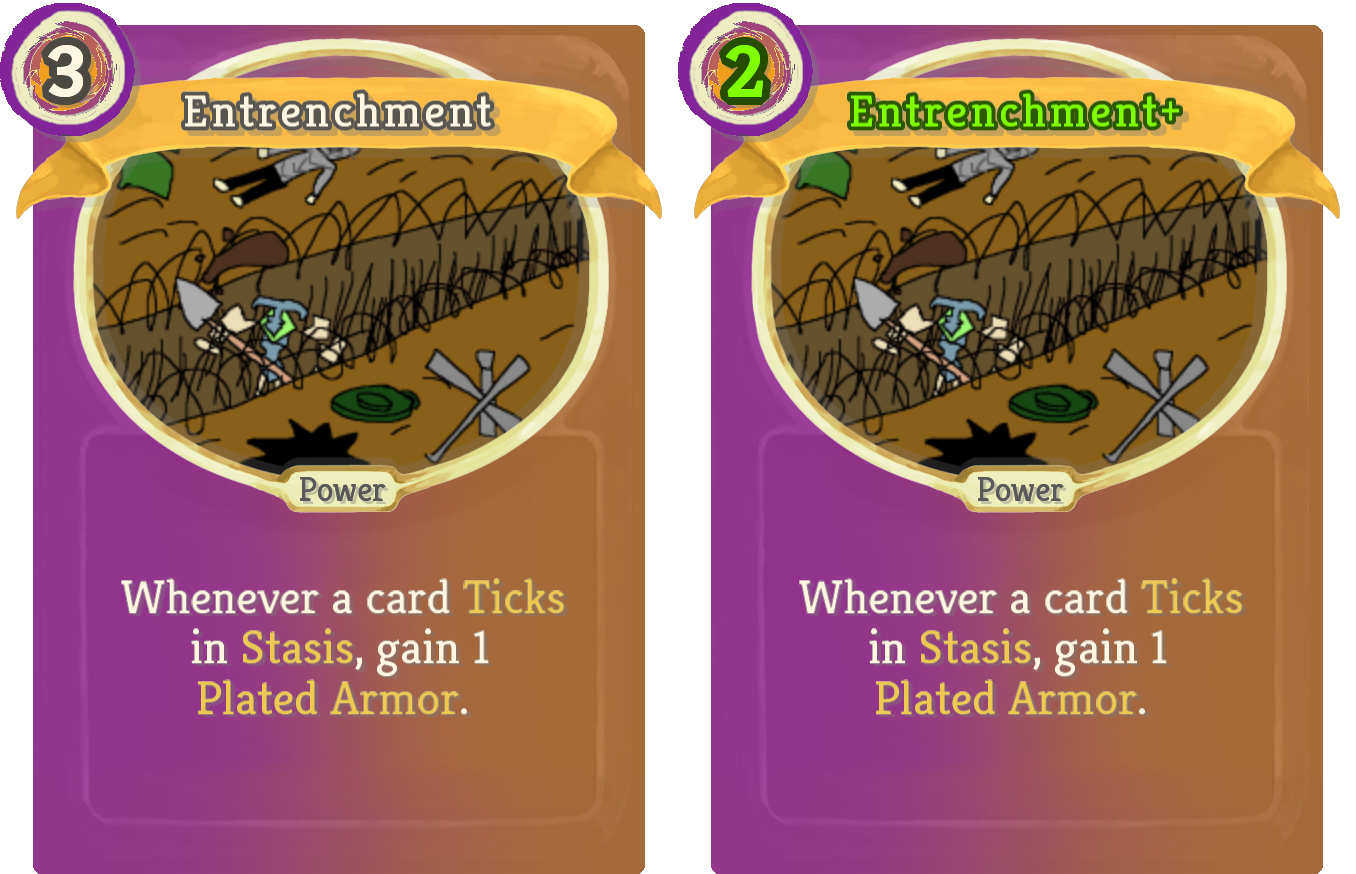 3
Entrenchment
Power
Whenever a card Ticks
in Stasis, gain 1
Plated Armor.
2
Entrenchment+
Power
Whenever a card Ticks
in Stasis, gain 1
Plated Armor.